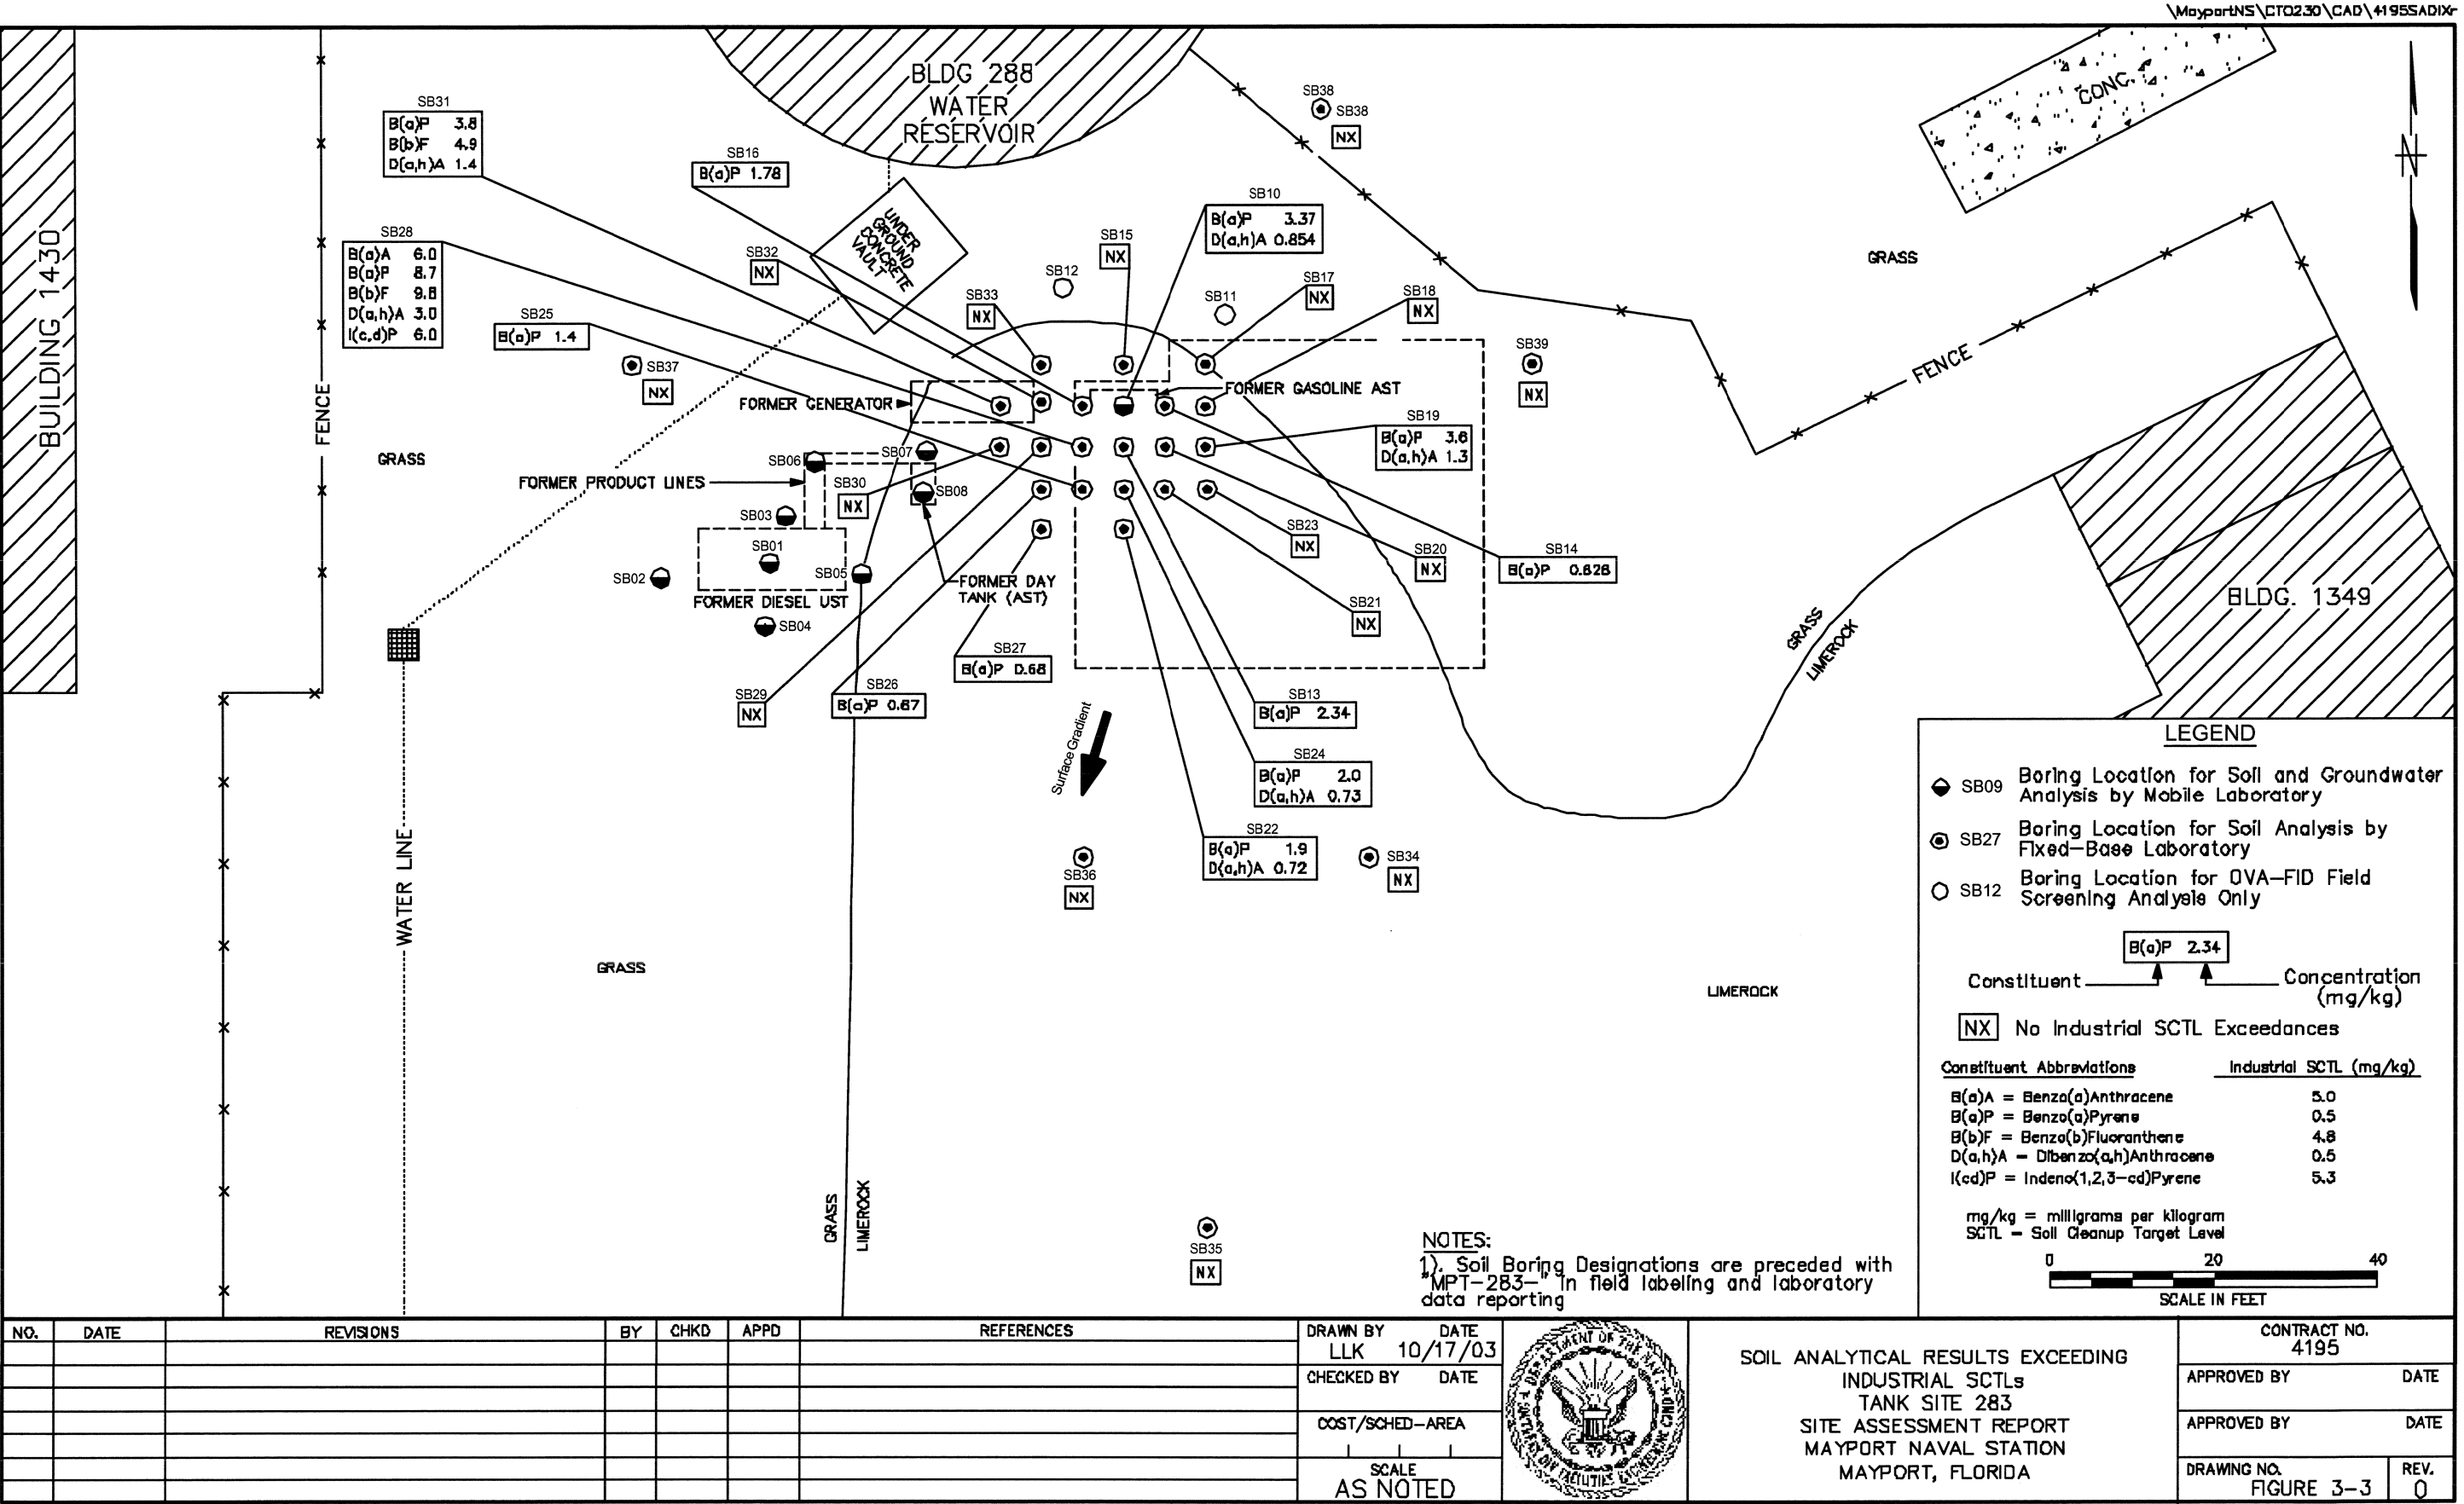 \MayportNS\CTO230\CAD\4195SADIXr
BLDG 288
WATER
RESERVOIR
CONC.
N
BUILDING 1430
FENCE
GRASS
SB31
B(a)P 3.8
B(b)F 4.9
D(a,h)A 1.4
SB28
B(a)A 6.0
B(a)P 8.7
B(b)F 9.8
D(a,h)A 3.0
I(c,d)P 6.0
SB25
B(a)P 1.4
SB16
B(a)P 1.78
SB32
NX
UNDER
GROUND
CONCRETE
VAULT
SB33
NX
SB12
SB15
NX
SB10
B(a)P 3.37
D(a,h)A 0.854
SB11
SB17
NX
SB18
NX
SB38
SB38
NX
GRASS
SB39
NX
FENCE
SB37
NX
FORMER GENERATOR
FORMER GASOLINE AST
SB19
B(a)P 3.6
D(a,h)A 1.3
SB06
SB07
FORMER PRODUCT LINES
SB30
NX
SB08
SB03
SB01
SB02
SB05
FORMER DIESEL UST
SB04
FORMER DAY
TANK (AST)
SB23
NX
SB20
NX
SB14
B(a)P 0.628
SB21
NX
SB27
B(a)P 0.68
SB29
NX
SB26
B(a)P 0.67
SB13
B(a)P 2.34
SB24
B(a)P 2.0
D(a,h)A 0.73
SB22
B(a)P 1.9
D(a,h)A 0.72
Surface Gradient
SB36
NX
SB34
NX
SB35
NX
WATER LINE
GRASS
GRASS
LIMEROCK
LIMEROCK
GRASS
LIMEROCK
BLDG. 1349
LEGEND
SB09 Boring Location for Soil and Groundwater
Analysis by Mobile Laboratory
SB27 Boring Location for Soil Analysis by
Fixed-Base Laboratory
SB12 Boring Location for OVA-FID Field
Screening Analysis Only
B(a)P 2.34
Constituent
Concentration
(mg/kg)
NX No Industrial SCTL Exceedances
Constituent Abbreviations Industrial SCTL (mg/kg)
B(a)A = Benzo(a)Anthracene 5.0
B(a)P = Benzo(a)Pyrene 0.5
B(b)F = Benzo(b)Fluoranthene 4.8
D(a,h)A = Dibenzo(a,h)Anthracene 0.5
I(cd)P = Indeno(1,2,3-cd)Pyrene 5.3
mg/kg = milligrams per kilogram
SCTL = Soil Cleanup Target Level
0 20 40
SCALE IN FEET
NOTES:
1). Soil Boring Designations are preceded with
"MPT-283-" in field labeling and laboratory
data reporting
NO. DATE REVISIONS BY CHKD APPD REFERENCES
DRAWN BY DATE
LLK 10/17/03
CHECKED BY DATE
COST/SCHED-AREA
SCALE
AS NOTED
SOIL ANALYTICAL RESULTS EXCEEDING
INDUSTRIAL SCTLs
TANK SITE 283
SITE ASSESSMENT REPORT
MAYPORT NAVAL STATION
MAYPORT, FLORIDA
CONTRACT NO.
4195
APPROVED BY DATE
APPROVED BY DATE
DRAWING NO.
FIGURE 3-3
REV.
0